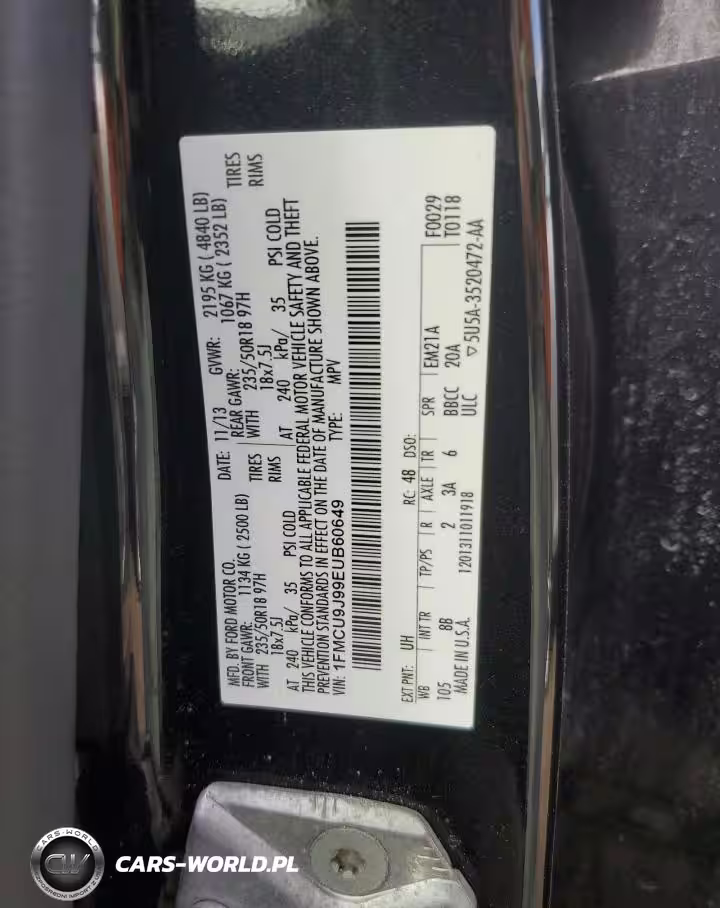 MFD. BY FORD MOTOR CO.
DATE: 11/13
GVWR: 2195 KG ( 4840 LB)
FRONT GAWR: 1134 KG ( 2500 LB)
REAR GAWR: 1067 KG ( 2352 LB)
WITH 235/50R18 97H TIRES
WITH 235/50R18 97H TIRES
18x7.5J RIMS
18x7.5J RIMS
AT 240 kPa/ 35 PSI COLD
AT 240 kPa/ 35 PSI COLD
THIS VEHICLE CONFORMS TO ALL APPLICABLE FEDERAL MOTOR VEHICLE SAFETY AND THEFT
PREVENTION STANDARDS IN EFFECT ON THE DATE OF MANUFACTURE SHOWN ABOVE.
VIN: 1FMCU9J99EUB60649
TYPE: MPV
F0029
T0118
EXT PNT: UH RC: 48 DSO:
WB INT TR TP/PS R AXLE TR SPR EM21A
105 8B 2 3A 6 BBCC 20A
ULC
MADE IN U.S.A. 1201311011918
▽5U5A-3520472-AA
CARS-WORLD
CW
CARS-WORLD.PL